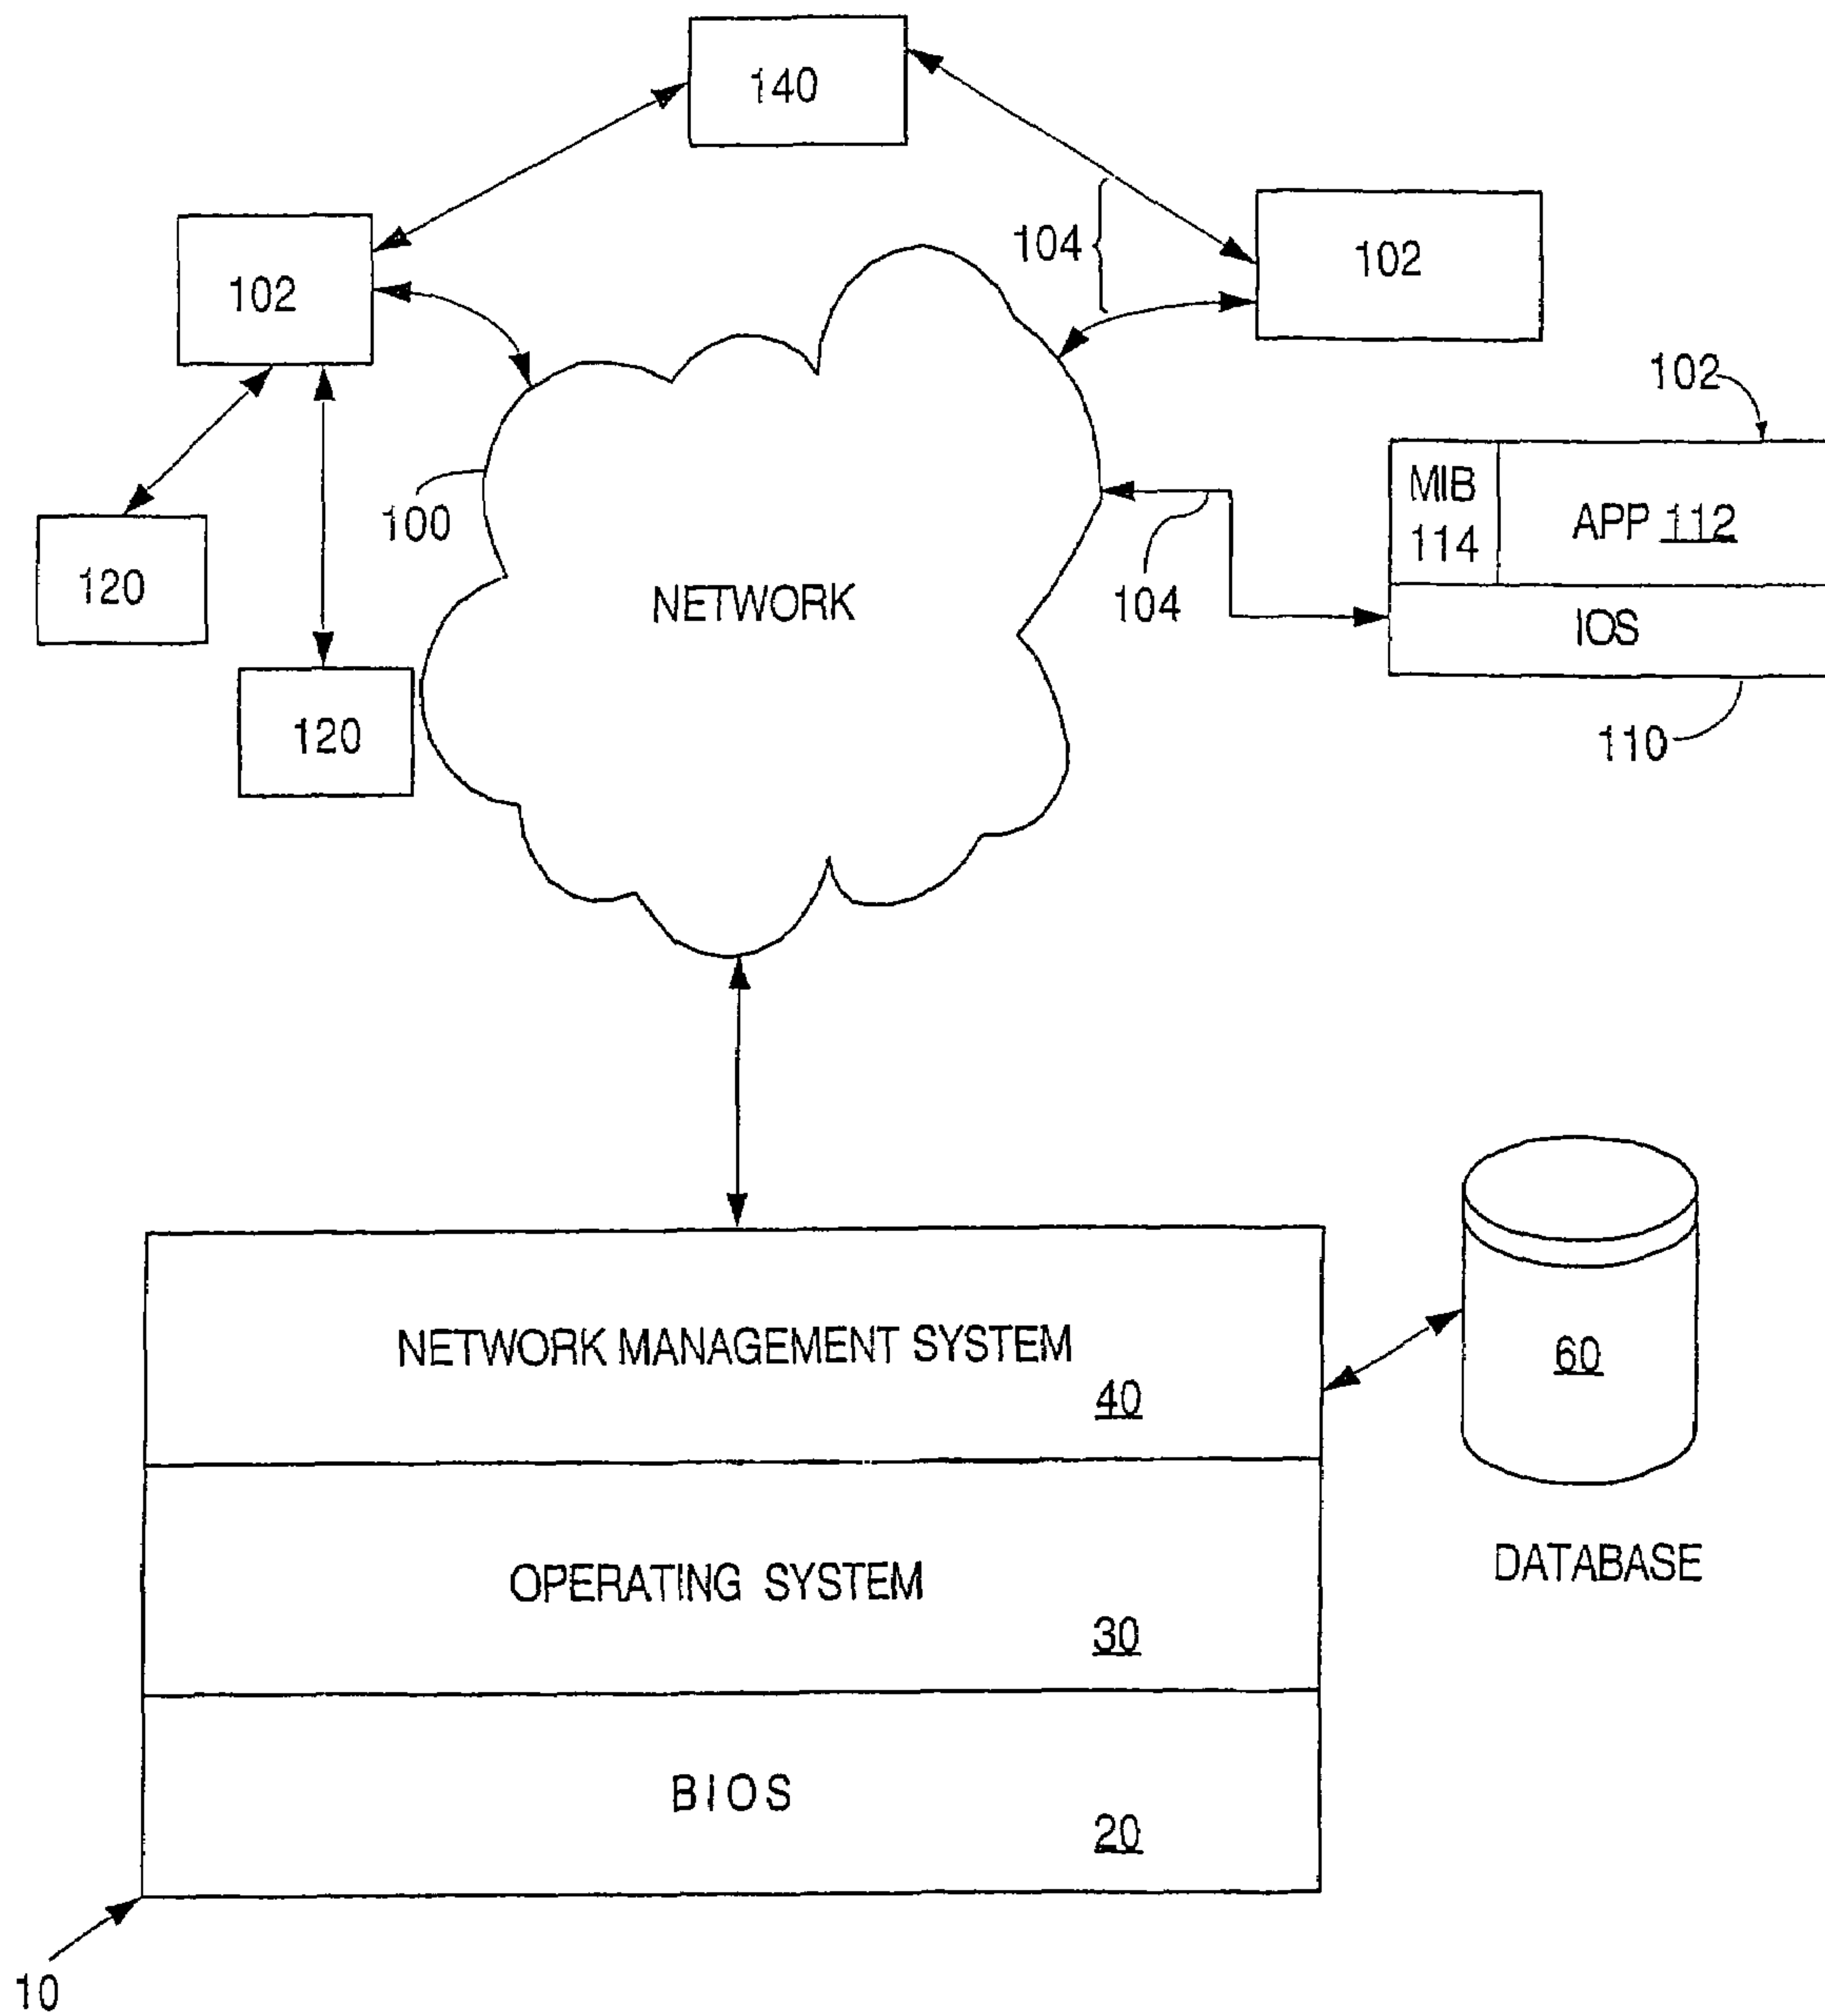 140
104
102
102
102
MIB
114
APP 112
100
104
120
NETWORK
IOS
120
110
NETWORK MANAGEMENT SYSTEM
40
60
OPERATING SYSTEM
30
DATABASE
BIOS
20
10